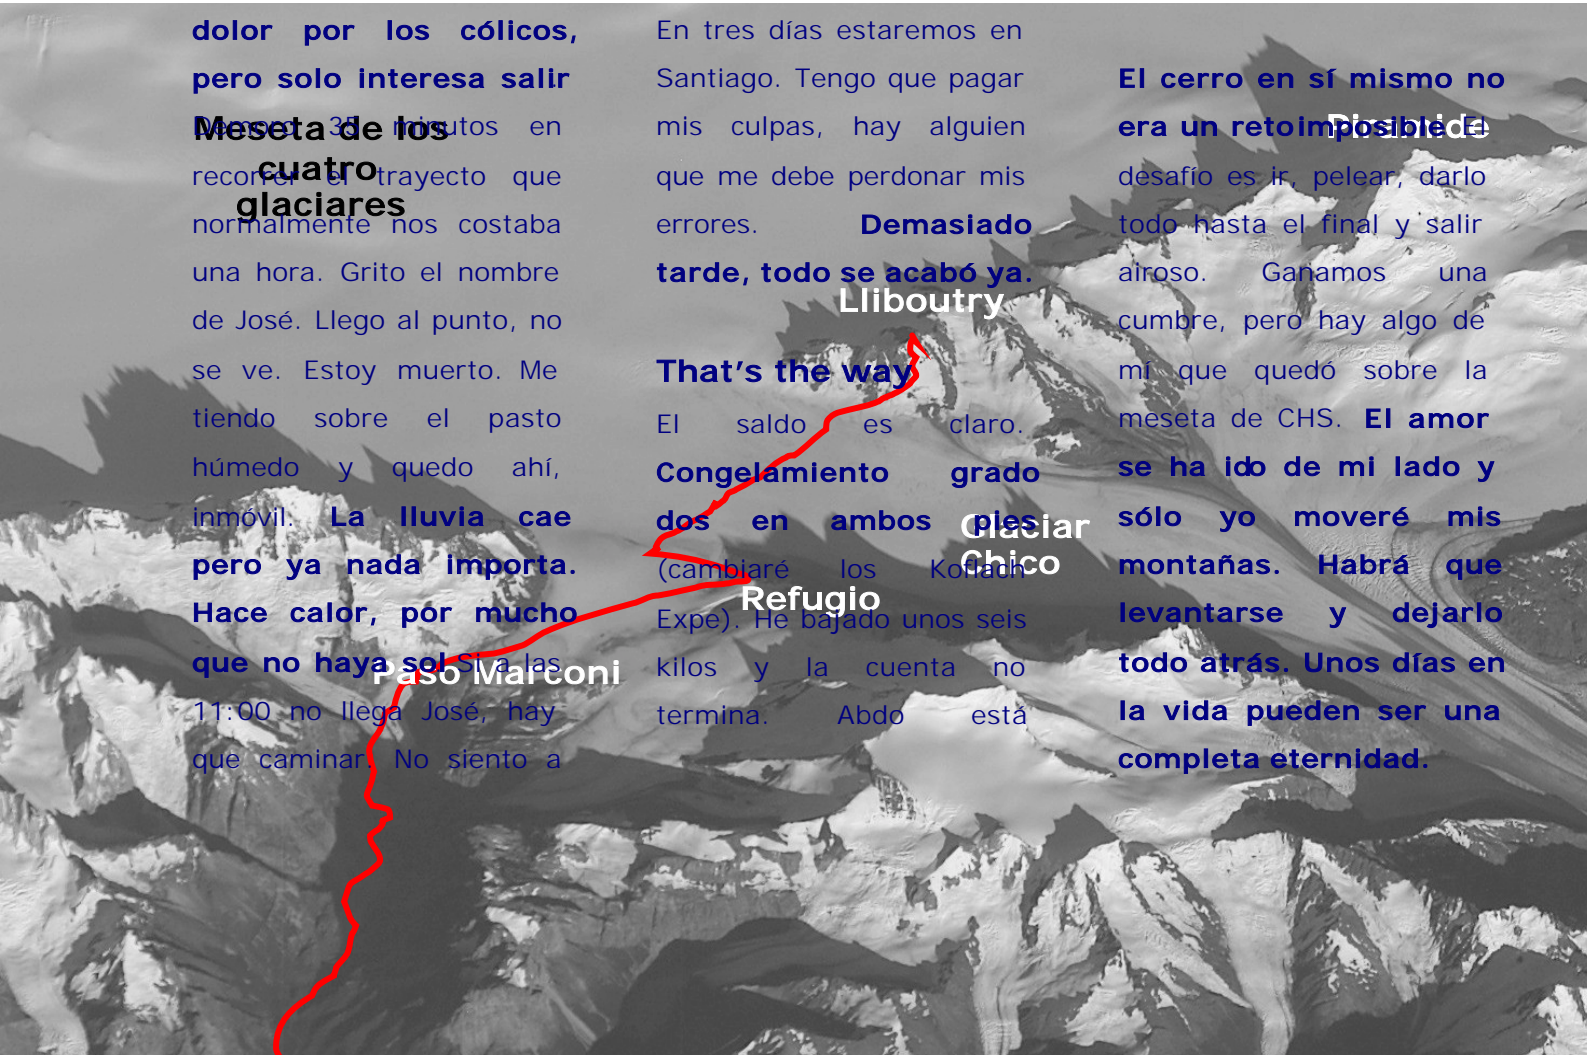 dolor por los cólicos,
pero solo interesa salir
Demoro 35 minutos en
recorrer el trayecto que
normalmente nos costaba
una hora. Grito el nombre
de José. Llego al punto, no
se ve. Estoy muerto. Me
tiendo sobre el pasto
húmedo y quedo ahí,
inmóvil. La lluvia cae
pero ya nada importa.
Hace calor, por mucho
que no haya sol Si a las
11:00 no llega José, hay
que caminar. No siento a
En tres días estaremos en
Santiago. Tengo que pagar
mis culpas, hay alguien
que me debe perdonar mis
errores. Demasiado
tarde, todo se acabó ya.
That's the way
El saldo es claro.
Congelamiento grado
dos en ambos pies
(cambiaré los Koflach
Expe). He bajado unos seis
kilos y la cuenta no
termina. Abdo está
El cerro en sí mismo no
era un reto imposible El
desafío es ir, pelear, darlo
todo hasta el final y salir
airoso. Ganamos una
cumbre, pero hay algo de
mí que quedó sobre la
meseta de CHS. El amor
se ha ido de mi lado y
sólo yo moveré mis
montañas. Habrá que
levantarse y dejarlo
todo atrás. Unos días en
la vida pueden ser una
completa eternidad.
Meseta de los
cuatro
glaciares
Piramide
Lliboutry
Glaciar
Chico
Refugio
Paso Marconi